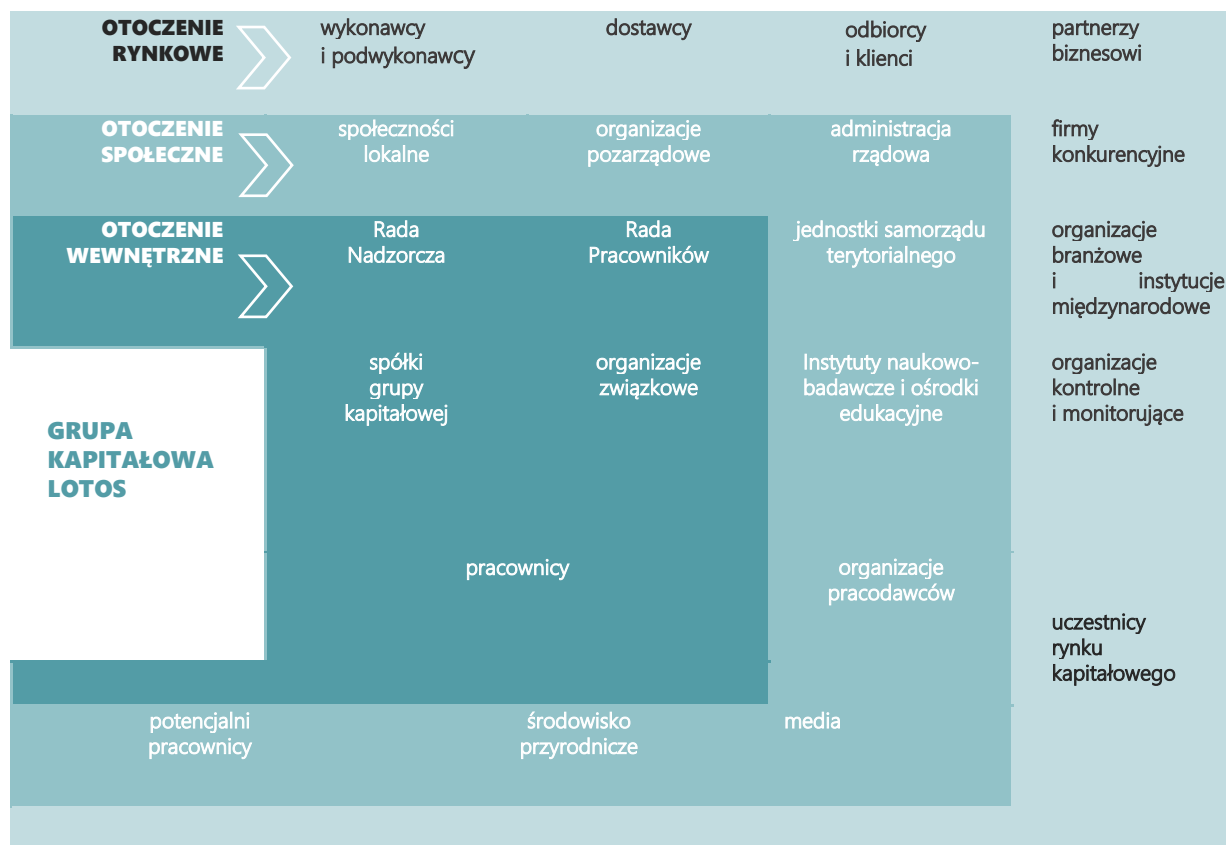 OTOCZENIE
RYNKOWE
wykonawcy
i podwykonawcy
dostawcy
odbiorcy
i klienci
partnerzy
biznesowi
OTOCZENIE
SPOŁECZNE
społeczności
lokalne
organizacje
pozarządowe
administracja
rządowa
firmy
konkurencyjne
OTOCZENIE
WEWNĘTRZNE
Rada
Nadzorcza
Rada
Pracowników
jednostki samorządu
terytorialnego
organizacje
branżowe
i instytucje
międzynarodowe
GRUPA
KAPITAŁOWA
LOTOS
spółki
grupy
kapitałowej
organizacje
związkowe
Instytuty naukowo-
badawcze i ośrodki
edukacyjne
organizacje
kontrolne
i monitorujące
pracownicy
organizacje
pracodawców
uczestnicy
rynku
kapitałowego
potencjalni
pracownicy
środowisko
przyrodnicze
media